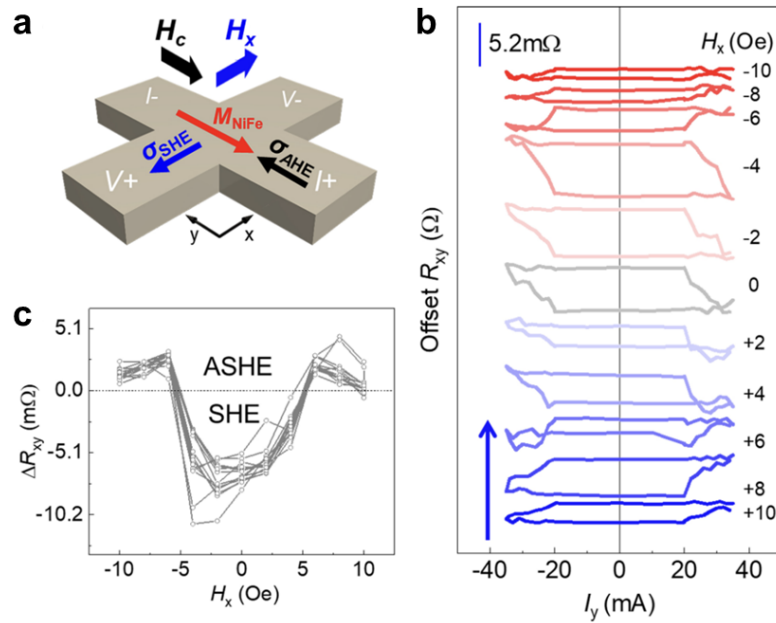 a
H_c
H_x
I-
V-
M_NiFe
σ_SHE
σ_AHE
V+
I+
y
x
b
5.2mΩ
H_x (Oe)
-10
-8
-6
-4
-2
0
+2
+4
+6
+8
+10
Offset R_xy (Ω)
-40 -20 0 20 40
I_y (mA)
c
5.1
0.0
-5.1
-10.2
ΔR_xy (mΩ)
ASHE
SHE
-10 -5 0 5 10
H_x (Oe)